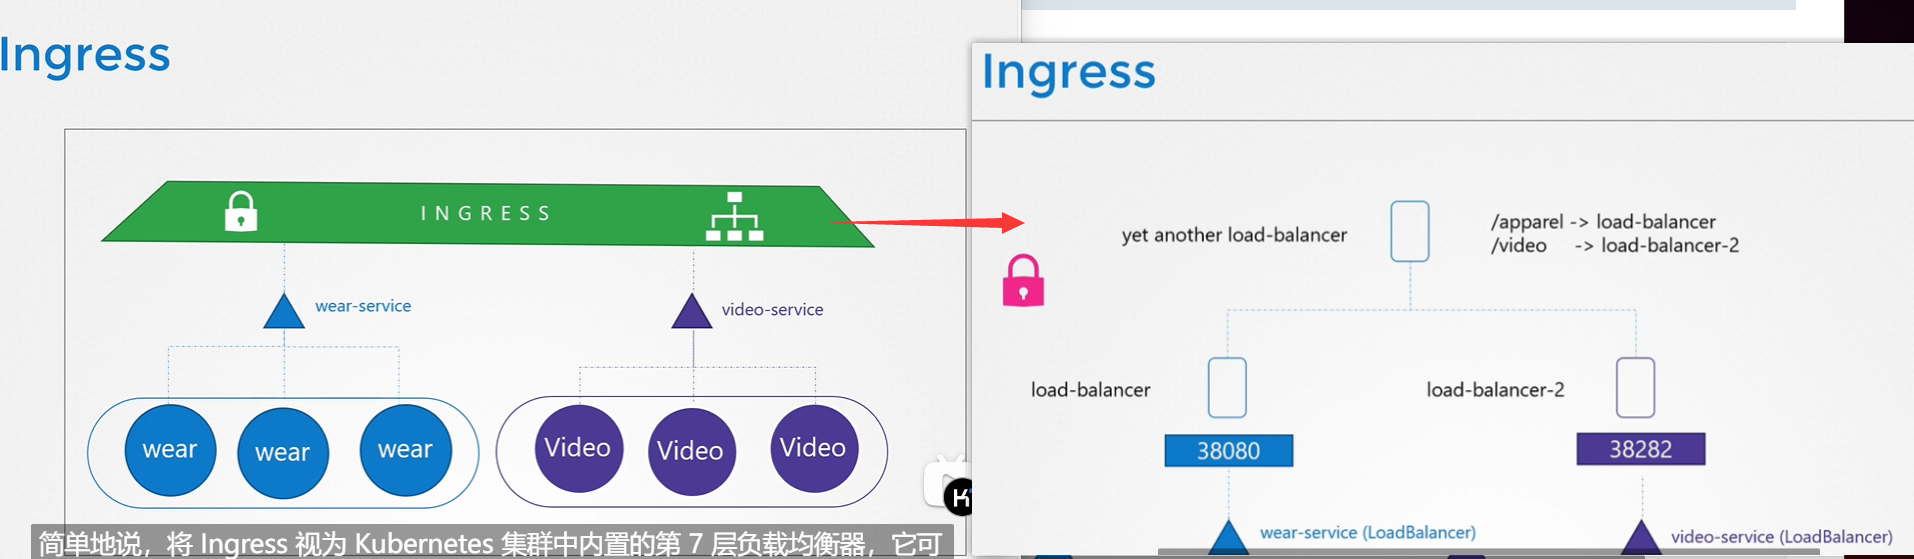 Ingress
INGRESS
wear-service
video-service
wear
wear
wear
Video
Video
Video
简单地说，将 Ingress 视为 Kubernetes 集群中内置的第 7 层负载均衡器，它可
Ingress
yet another load-balancer
/apparel -> load-balancer
/video -> load-balancer-2
load-balancer
load-balancer-2
38080
38282
wear-service (LoadBalancer)
video-service (LoadBalancer)